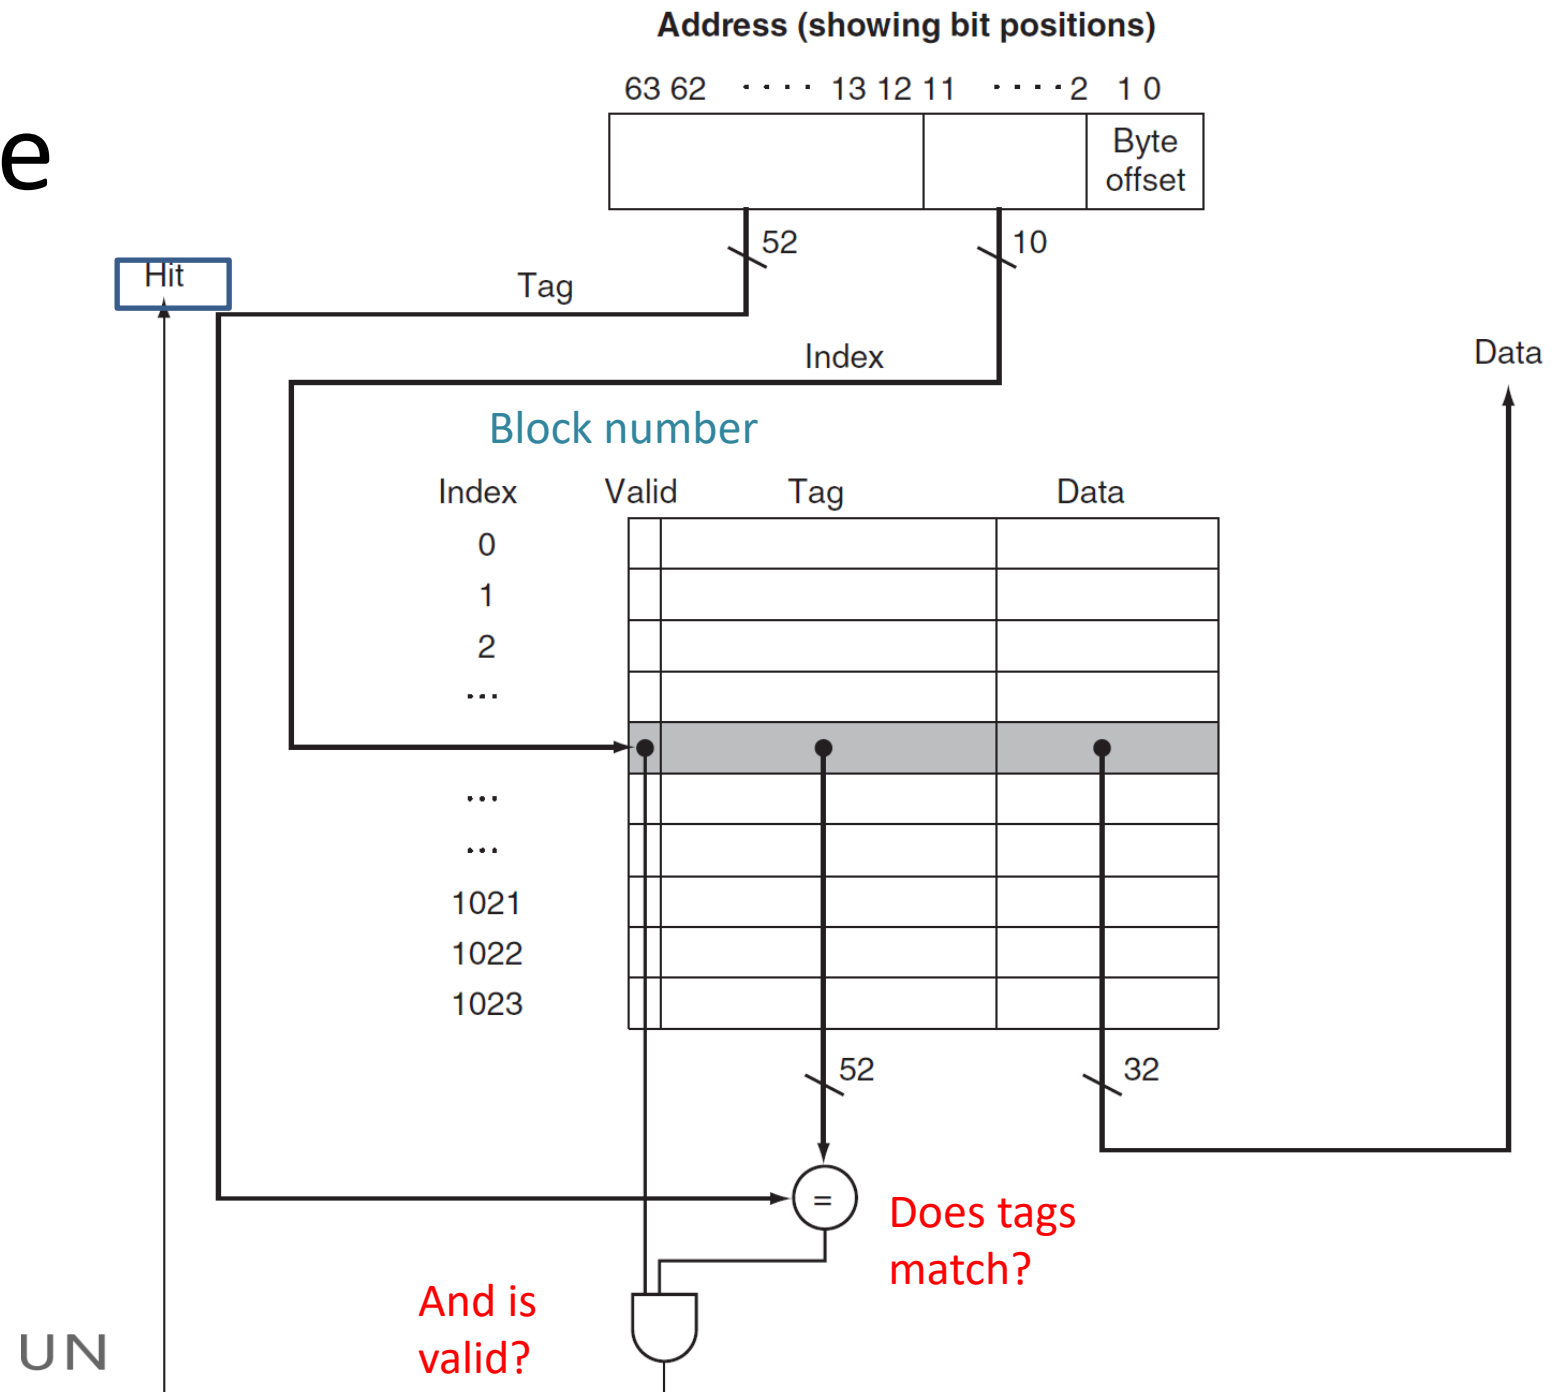 Address (showing bit positions)
63 62 ···· 13 12 11 ···· 2 1 0
e
Byte
offset
52
10
Hit
Tag
Index
Data
Block number
Index Valid Tag Data
0
1
2
...
...
...
1021
1022
1023
52
32
=
Does tags
match?
And is
valid?
UN